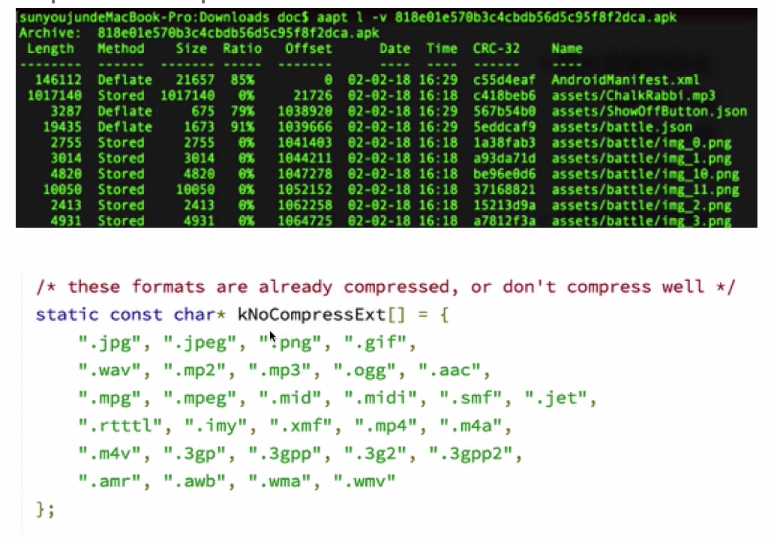 sunyoujundeMacBook-Pro:Downloads doc$ aapt l -v 818e01e570b3c4cbdb56d5c95f8f2dca.apk
Archive:  818e01e570b3c4cbdb56d5c95f8f2dca.apk
Length Method Size Ratio Offset Date Time CRC-32 Name
-------- ------- ------- ----- ------- ---- ---- ------ ----
146112 Deflate 21657 85% 0 02-02-18 16:29 c55d4eaf AndroidManifest.xml
1017140 Stored 1017140 0% 21726 02-02-18 16:18 c418beb6 assets/ChalkRabbi.mp3
3287 Deflate 675 79% 1038920 02-02-18 16:29 567b54b0 assets/ShowOffButton.json
19435 Deflate 1673 91% 1039666 02-02-18 16:29 5eddcaf9 assets/battle.json
2755 Stored 2755 0% 1041403 02-02-18 16:18 1a38fab3 assets/battle/img_0.png
3014 Stored 3014 0% 1044211 02-02-18 16:18 a93da71d assets/battle/img_1.png
4820 Stored 4820 0% 1047278 02-02-18 16:18 be96e0d6 assets/battle/img_10.png
10050 Stored 10050 0% 1052152 02-02-18 16:18 37168821 assets/battle/img_11.png
2413 Stored 2413 0% 1062258 02-02-18 16:18 15213d9a assets/battle/img_2.png
4931 Stored 4931 0% 1064725 02-02-18 16:18 a7812f3a assets/battle/img_3.png
/* these formats are already compressed, or don't compress well */
static const char* kNoCompressExt[] = {
".jpg", ".jpeg", ".png", ".gif",
".wav", ".mp2", ".mp3", ".ogg", ".aac",
".mpg", ".mpeg", ".mid", ".midi", ".smf", ".jet",
".rtttl", ".imy", ".xmf", ".mp4", ".m4a",
".m4v", ".3gp", ".3gpp", ".3g2", ".3gpp2",
".amr", ".awb", ".wma", ".wmv"
};